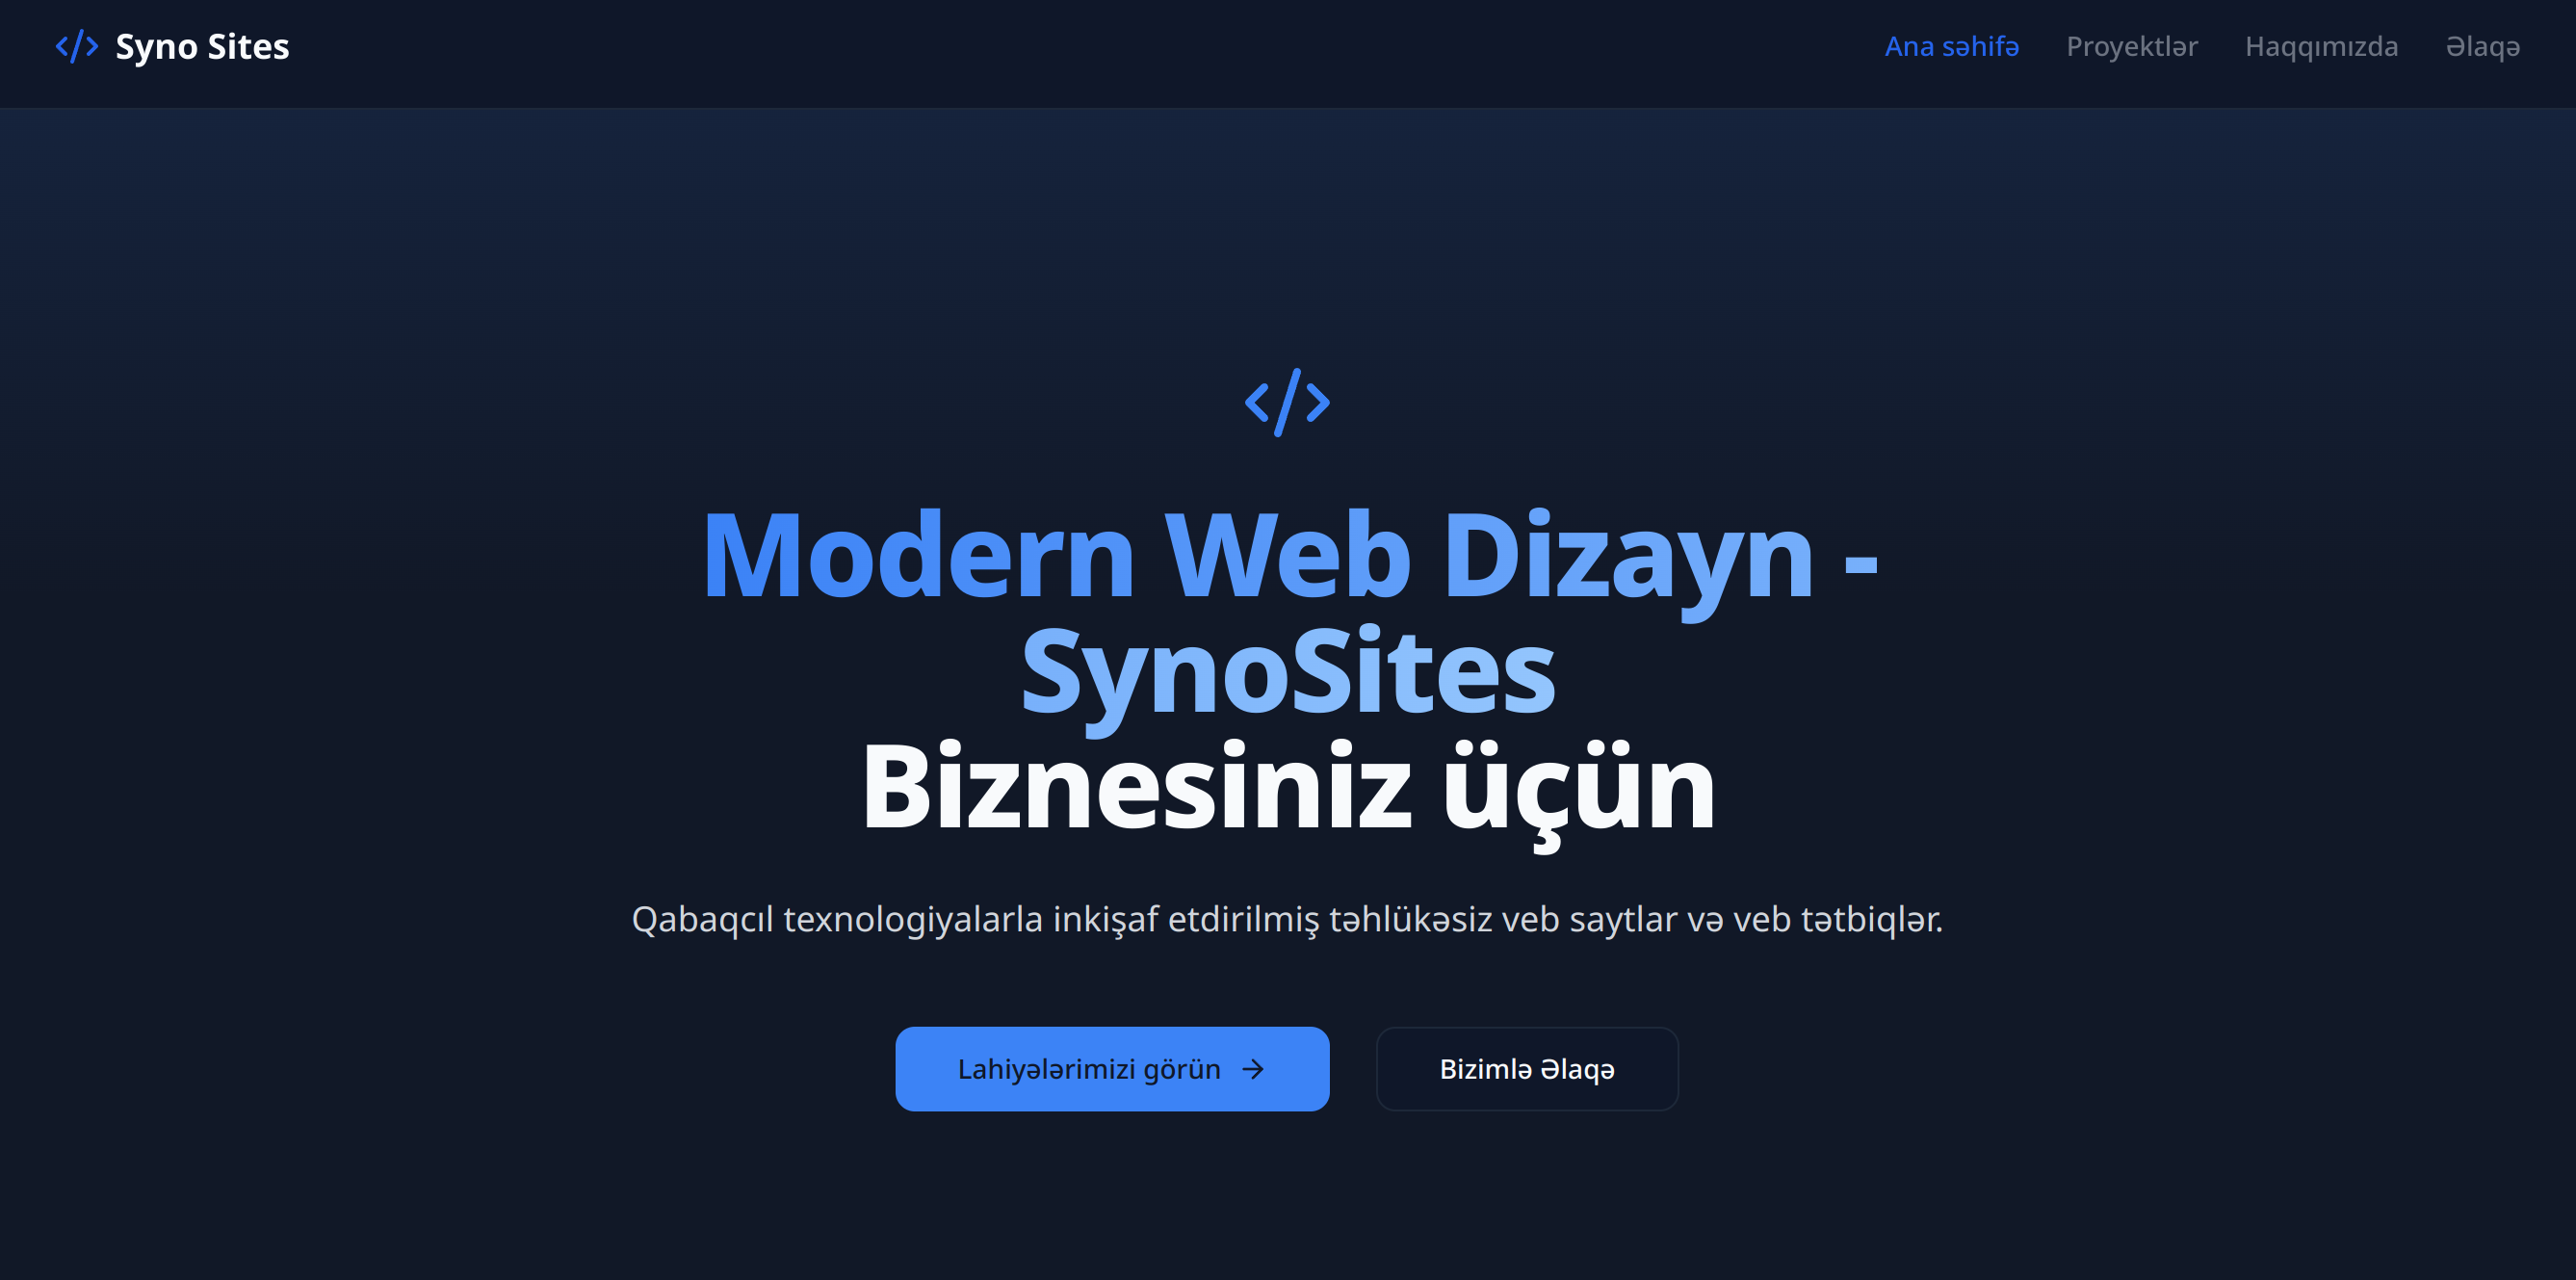 Syno Sites
Ana səhifə
Proyektlər
Haqqımızda
Əlaqə
Modern Web Dizayn -
SynoSites
Biznesiniz üçün
Qabaqcıl texnologiyalarla inkişaf etdirilmiş təhlükəsiz veb saytlar və veb tətbiqlər.
Lahiyələrimizi görün →
Bizimlə Əlaqə